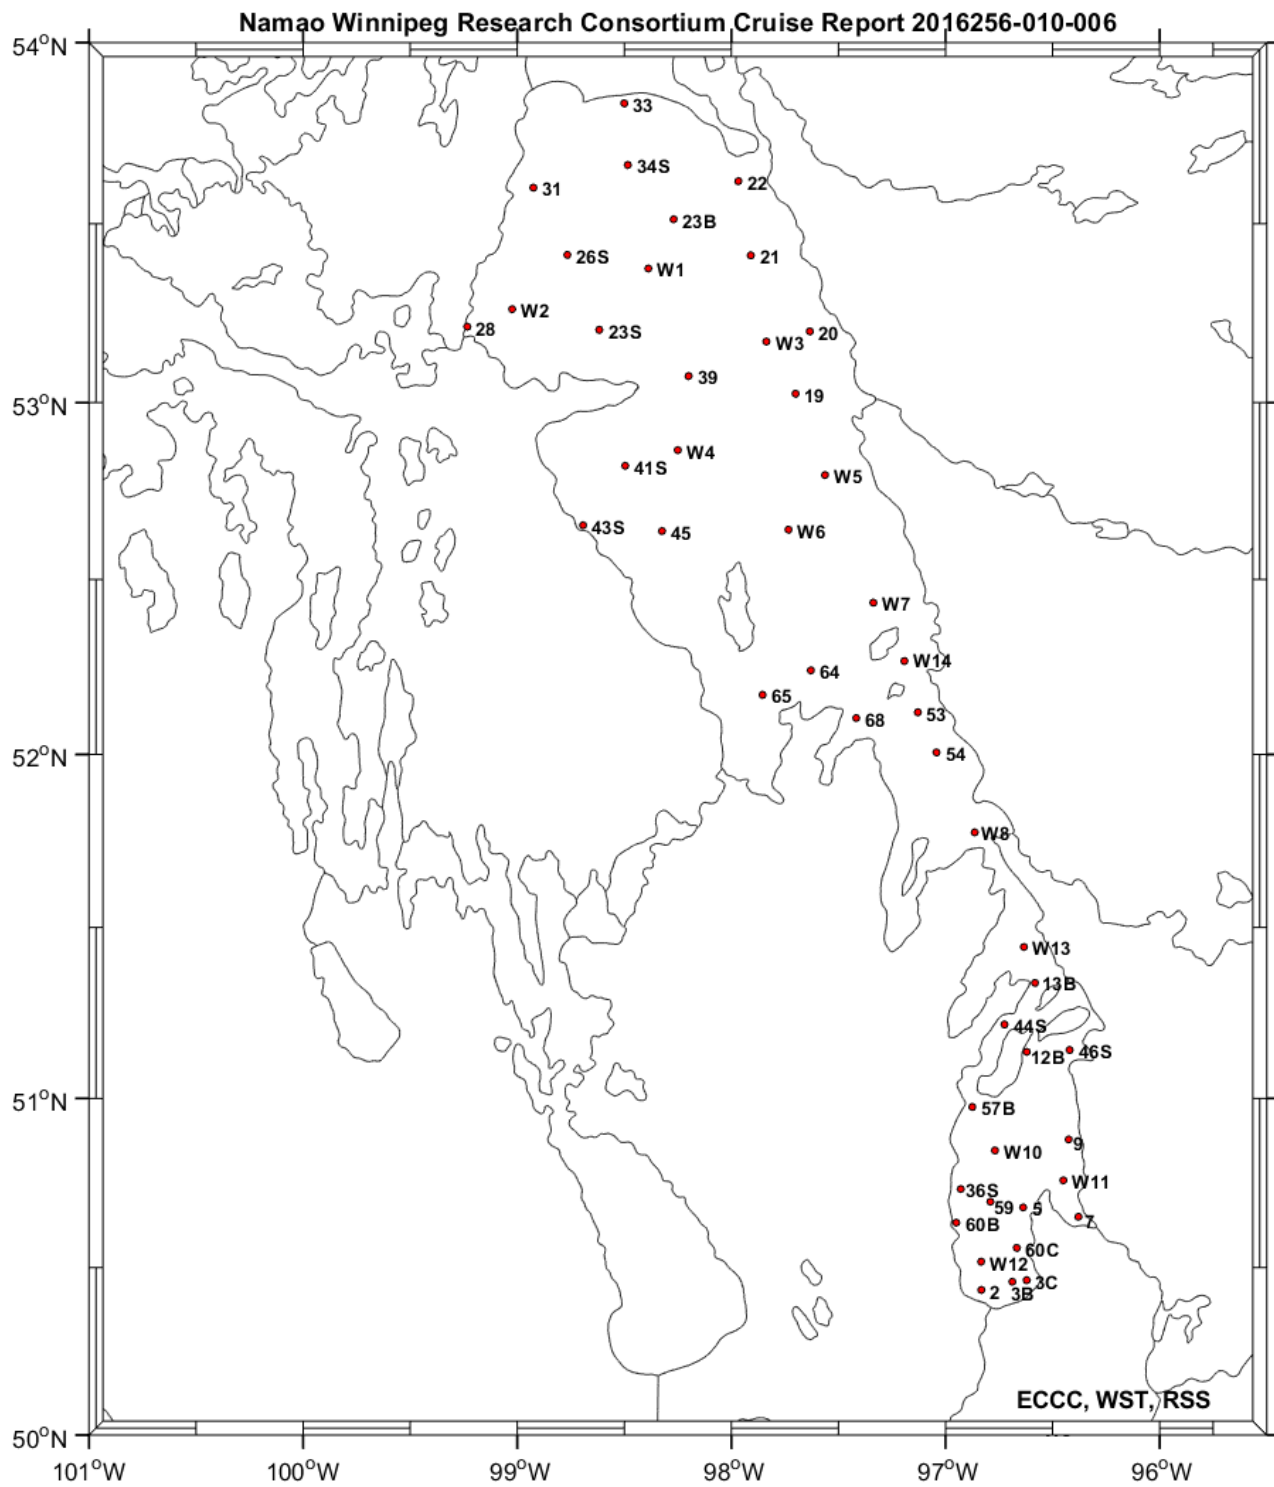 Namao Winnipeg Research Consortium Cruise Report 2016256-010-006
54°N
33
34S
22
31
23B
26S
21
W1
W2
28
23S
20
W3
39
19
53°N
W4
41S
W5
43S
45
W6
W7
W14
64
65
53
68
54
52°N
W8
W13
13B
44S
46S
12B
51°N
57B
9
W10
W11
36S
59
5
7
60B
60C
W12
3C
2
3B
ECCC, WST, RSS
50°N
101°W
100°W
99°W
98°W
97°W
96°W